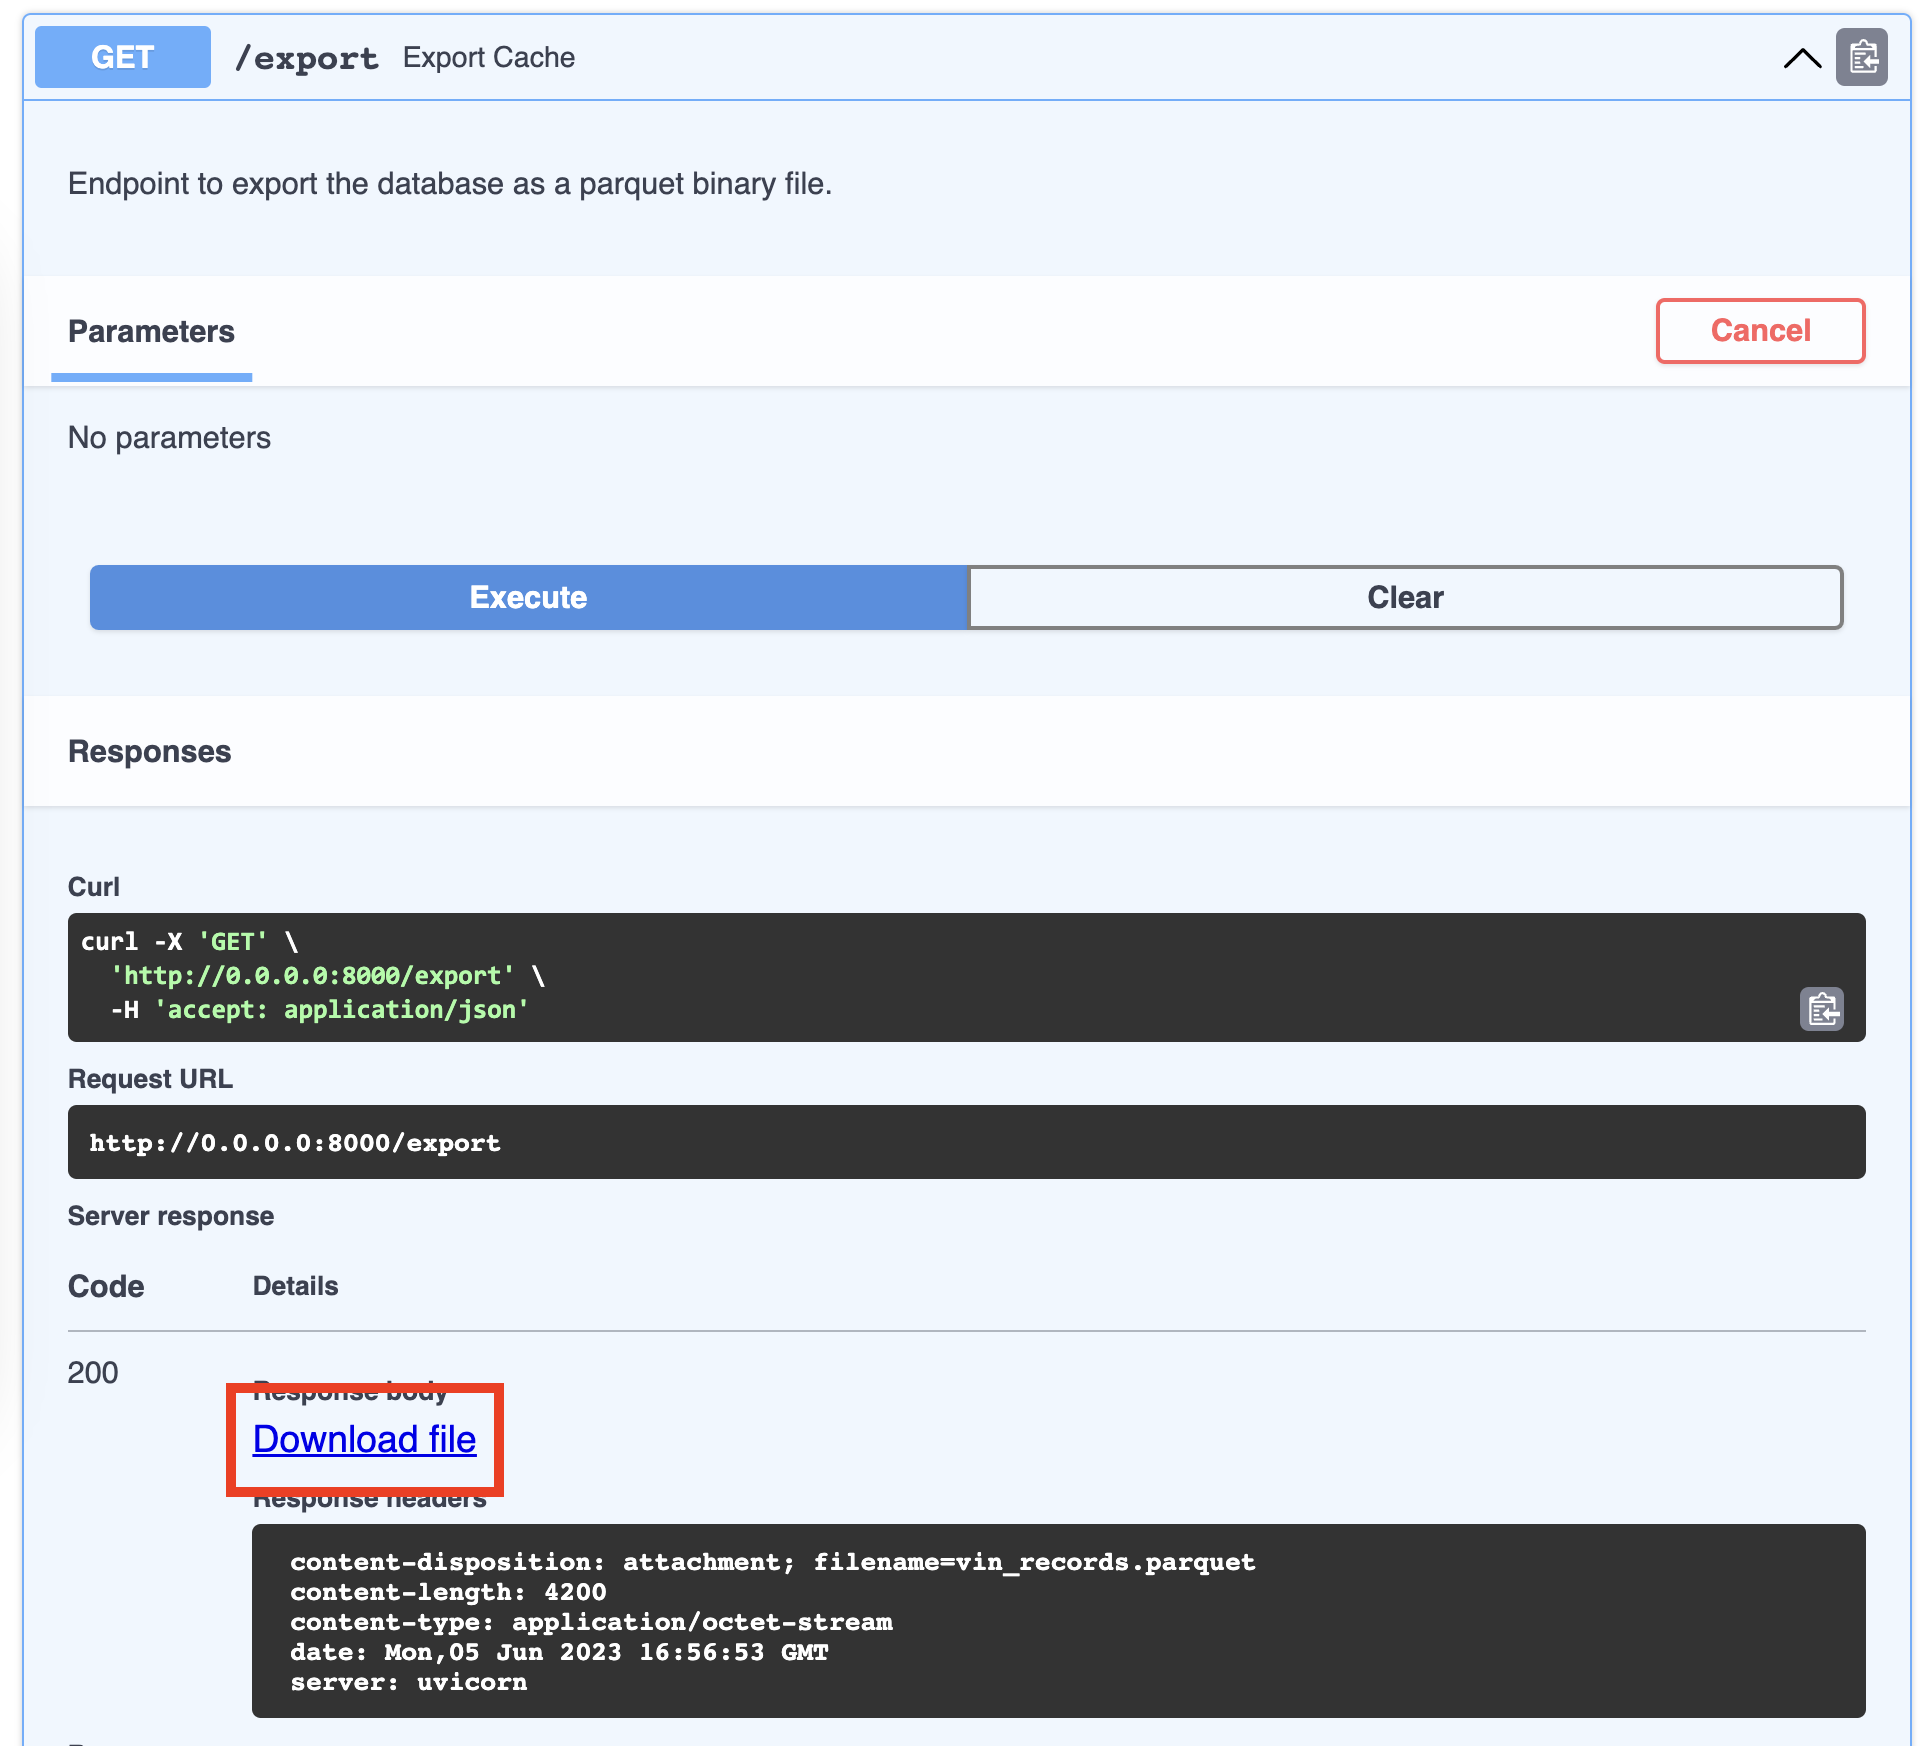 GET /export Export Cache
Endpoint to export the database as a parquet binary file.
Parameters
Cancel
No parameters
Execute
Clear
Responses
Curl
curl -X 'GET' \
  'http://0.0.0.0:8000/export' \
  -H 'accept: application/json'
Request URL
http://0.0.0.0:8000/export
Server response
Code Details
200
Response body
Download file
Response headers
content-disposition: attachment; filename=vin_records.parquet
content-length: 4200
content-type: application/octet-stream
date: Mon,05 Jun 2023 16:56:53 GMT
server: uvicorn